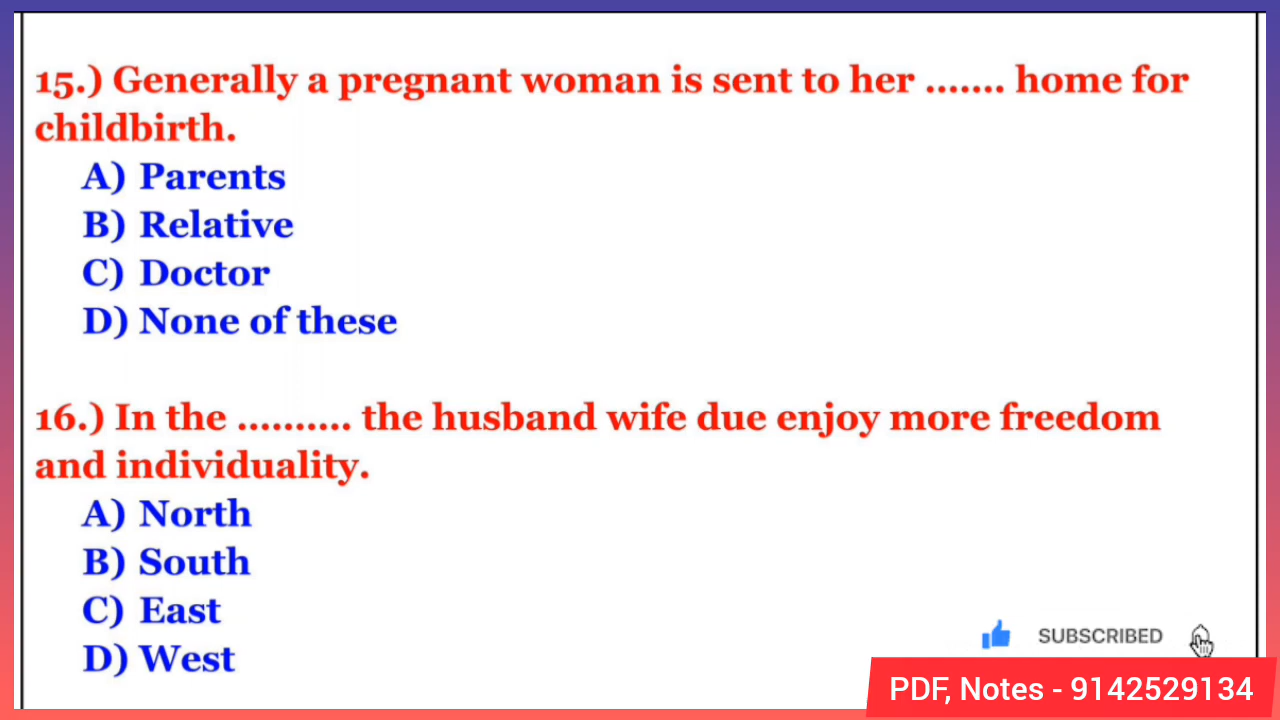 15.) Generally a pregnant woman is sent to her ....... home for
childbirth.
A) Parents
B) Relative
C) Doctor
D) None of these
16.) In the .......... the husband wife due enjoy more freedom
and individuality.
A) North
B) South
C) East
D) West
SUBSCRIBED
PDF, Notes - 9142529134